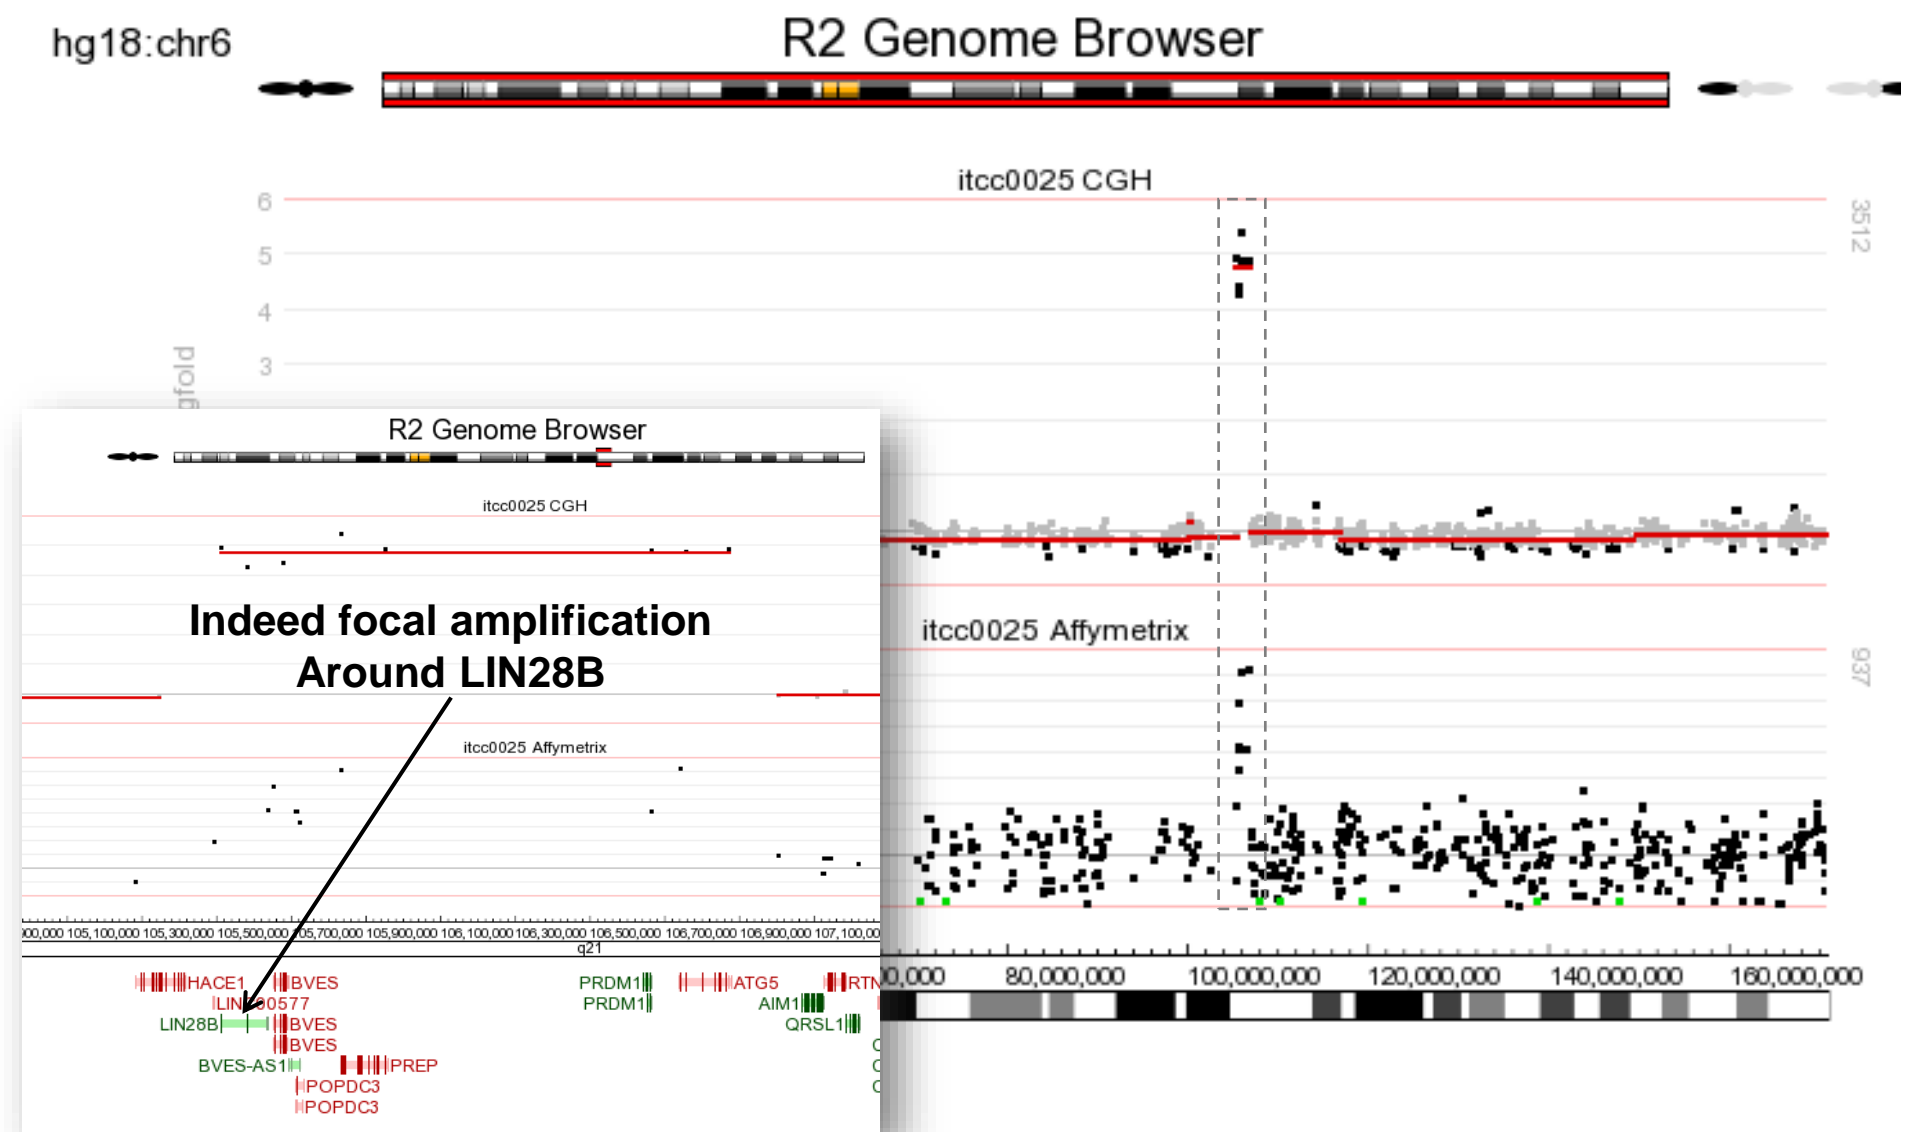 hg18:chr6
R2 Genome Browser
itcc0025 CGH
6
5
4
3
3512
R2 Genome Browser
itcc0025 CGH
Indeed focal amplification
Around LIN28B
itcc0025 Affymetrix
937
itcc0025 Affymetrix
105,100,000 105,300,000 105,500,000 105,700,000 105,900,000 106,100,000 106,300,000 106,500,000 106,700,000 106,900,000
q21
80,000,000 100,000,000 120,000,000 140,000,000 160,000,000
HACE1 BVES PRDM1 ATG5
PRDM1 AIM1
LIN28B BVES QRSL1
BVES
BVES-AS1 PREP
POPDC3
POPDC3